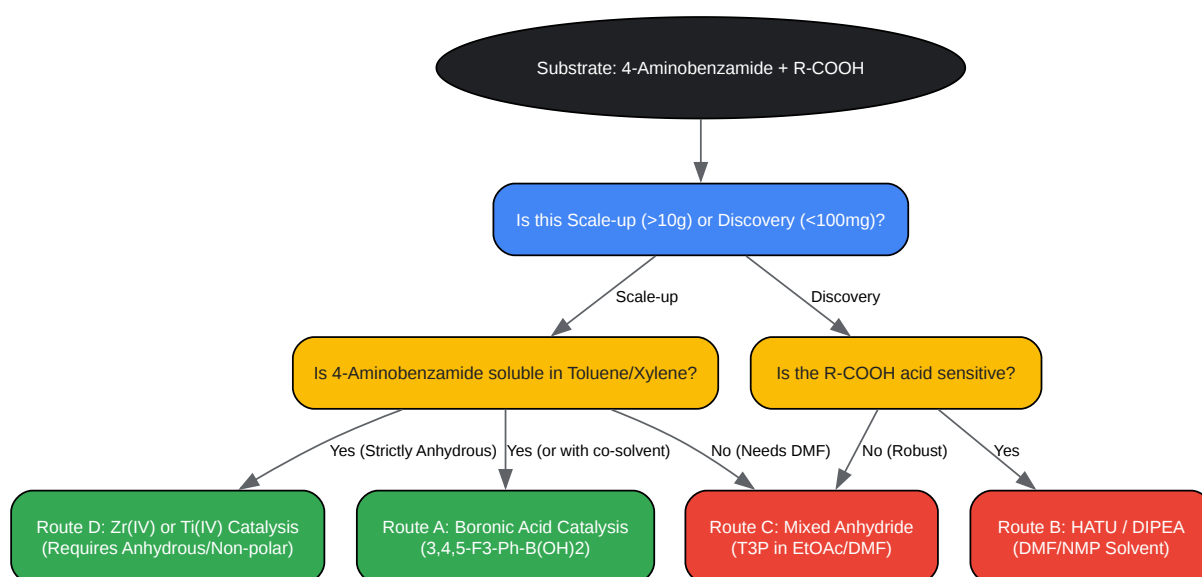 Substrate: 4-Aminobenzamide + R-COOH
Is this Scale-up (>10g) or Discovery (<100mg)?
Scale-up
Discovery
Is 4-Aminobenzamide soluble in Toluene/Xylene?
Is the R-COOH acid sensitive?
Yes (Strictly Anhydrous)
Yes (or with co-solvent)
No (Needs DMF)
No (Robust)
Yes
Route D: Zr(IV) or Ti(IV) Catalysis
(Requires Anhydrous/Non-polar)
Route A: Boronic Acid Catalysis
(3,4,5-F3-Ph-B(OH)2)
Route C: Mixed Anhydride
(T3P in EtOAc/DMF)
Route B: HATU / DIPEA
(DMF/NMP Solvent)